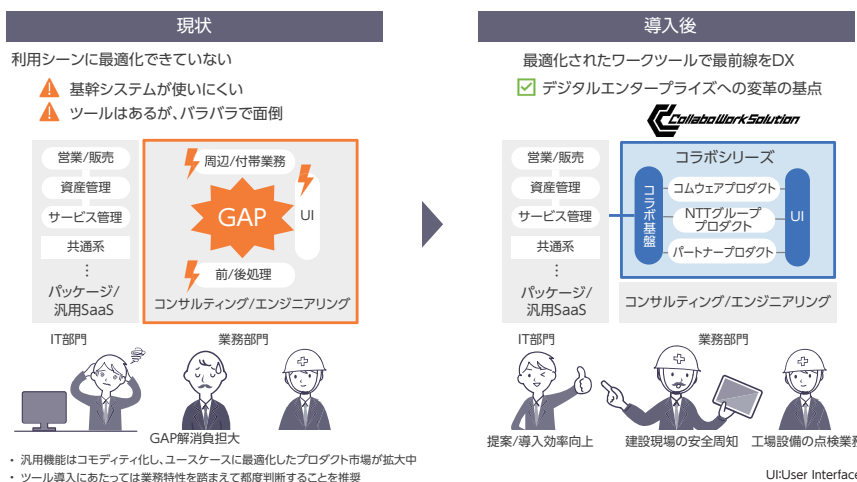 現状
利用シーンに最適化できていない
基幹システムが使いにくい
ツールはあるが、バラバラで面倒
営業/販売
資産管理
サービス管理
共通系
⋮
パッケージ/
汎用SaaS
周辺/付帯業務
GAP
UI
前/後処理
コンサルティング/エンジニアリング
IT部門
業務部門
GAP解消負担大
・汎用機能はコモディティ化し、ユースケースに最適化したプロダクト市場が拡大中
・ツール導入にあたっては業務特性を踏まえて都度判断することを推奨
導入後
最適化されたワークツールで最前線をDX
デジタルエンタープライズへの変革の基点
CollaboWorkSolution
営業/販売
資産管理
サービス管理
共通系
⋮
パッケージ/
汎用SaaS
コラボシリーズ
コラボ基盤
コムウェアプロダクト
NTTグループ
プロダクト
パートナープロダクト
UI
コンサルティング/エンジニアリング
IT部門
業務部門
提案/導入効率向上
建設現場の安全周知
工場設備の点検業務
UI:User Interface